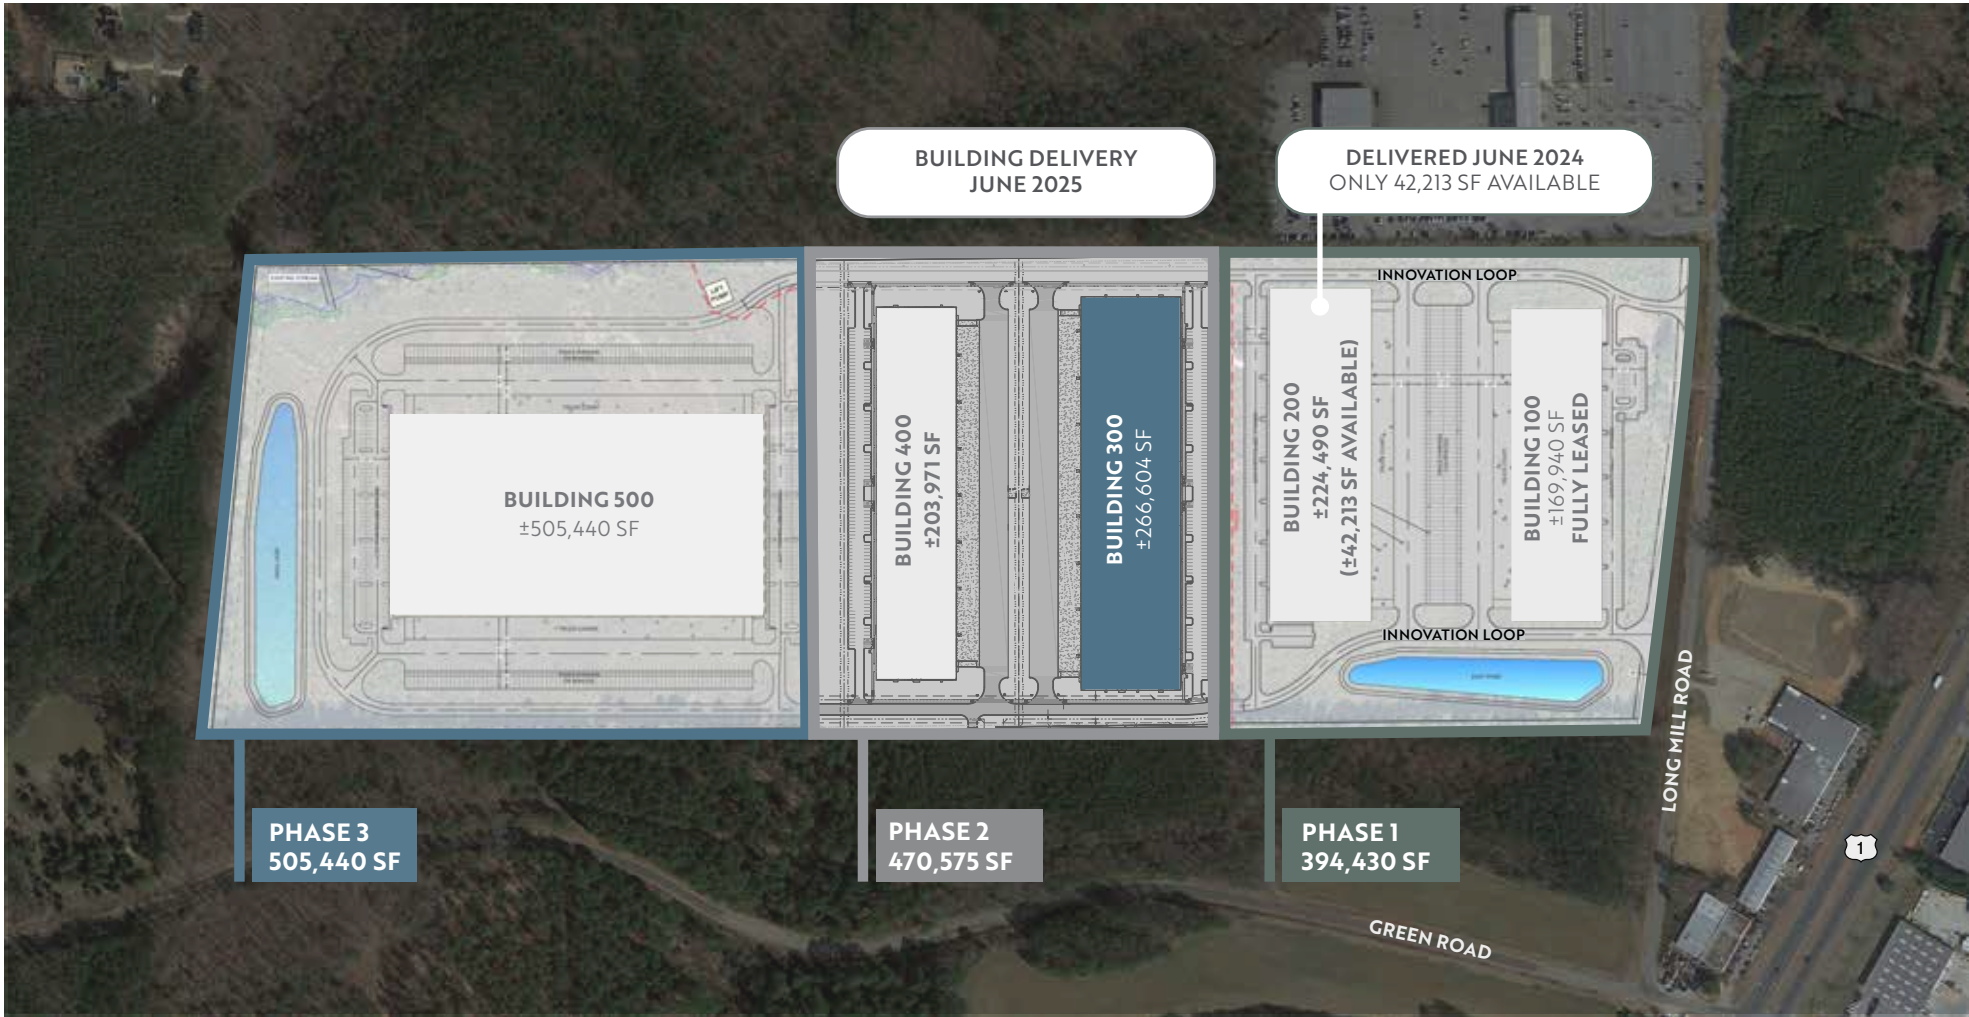 BUILDING DELIVERY
JUNE 2025
DELIVERED JUNE 2024
ONLY 42,213 SF AVAILABLE
INNOVATION LOOP
LIFT
PUMP
BUILDING 500
±505,440 SF
BUILDING 400
±203,971 SF
BUILDING 300
±266,604 SF
BUILDING 200
±224,490 SF
(±42,213 SF AVAILABLE)
BUILDING 100
±169,940 SF
FULLY LEASED
INNOVATION LOOP
LONG MILL ROAD
PHASE 3
505,440 SF
PHASE 2
470,575 SF
PHASE 1
394,430 SF
1
GREEN ROAD